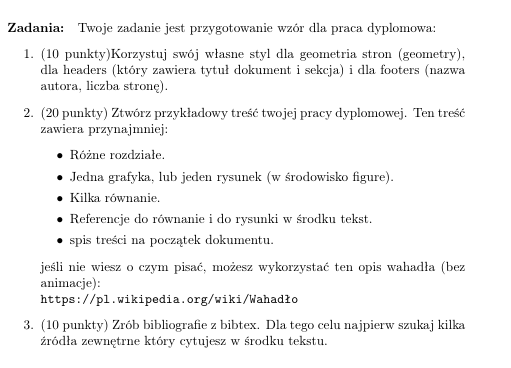 Zadania: Twoje zadanie jest przygotowanie wzór dla praca dyplomowa:
1. (10 punkty)Korzystuj swój własne styl dla geometria stron (geometry),
dla headers (który zawiera tytuł dokument i sekcja) i dla footers (nazwa
autora, liczba stronę).
2. (20 punkty) Ztwórz przykładowy treść twojej pracy dyplomowej. Ten treść
zawiera przynajmniej:
• Różne rozdziałe.
• Jedna grafyka, lub jeden rysunek (w środowisko figure).
• Kilka równanie.
• Referencje do równanie i do rysunki w środku tekst.
• spis treści na początek dokumentu.
jeśli nie wiesz o czym pisać, możesz wykorzystać ten opis wahadła (bez
animacje):
https://pl.wikipedia.org/wiki/Wahadło
3. (10 punkty) Zrób bibliografie z bibtex. Dla tego celu najpierw szukaj kilka
źródła zewnętrne który cytujesz w środku tekstu.